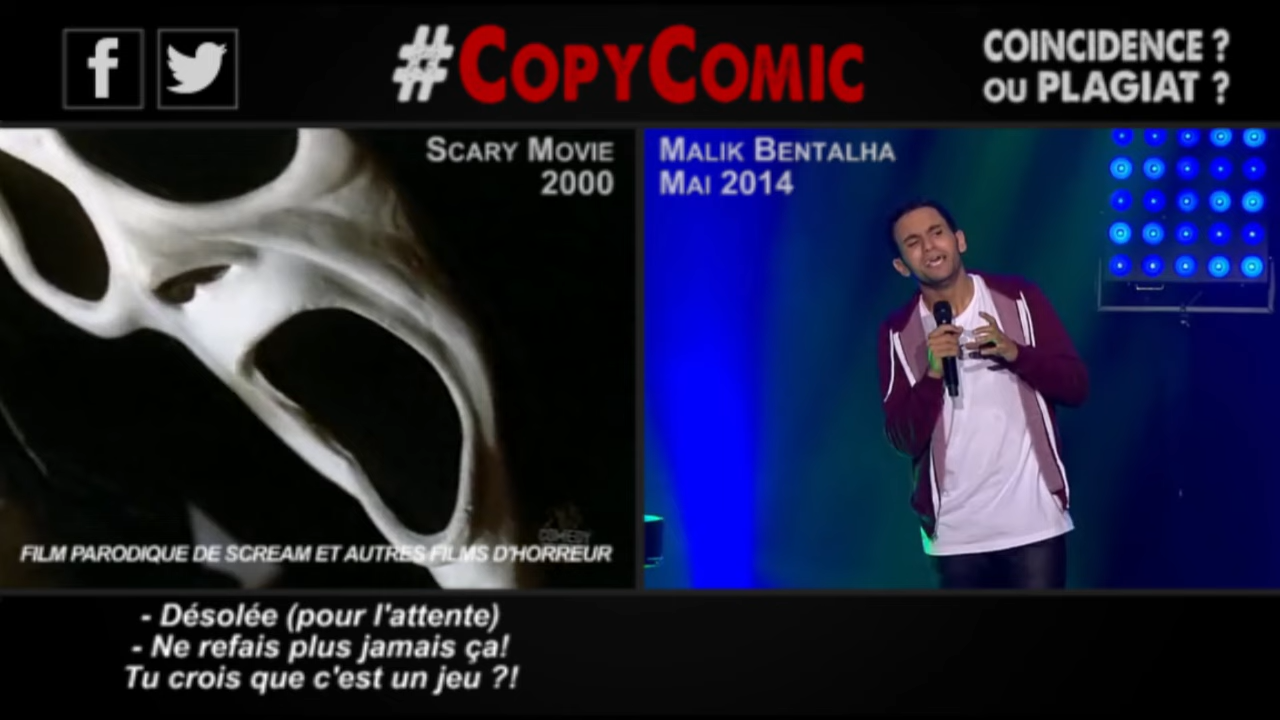 #COPYCOMIC
COINCIDENCE ?
OU PLAGIAT ?
SCARY MOVIE
2000
MALIK BENTALHA
MAI 2014
COMEDY
FILM PARODIQUE DE SCREAM ET AUTRES FILMS D'HORREUR
- Désolée (pour l'attente)
- Ne refais plus jamais ça!
Tu crois que c'est un jeu ?!